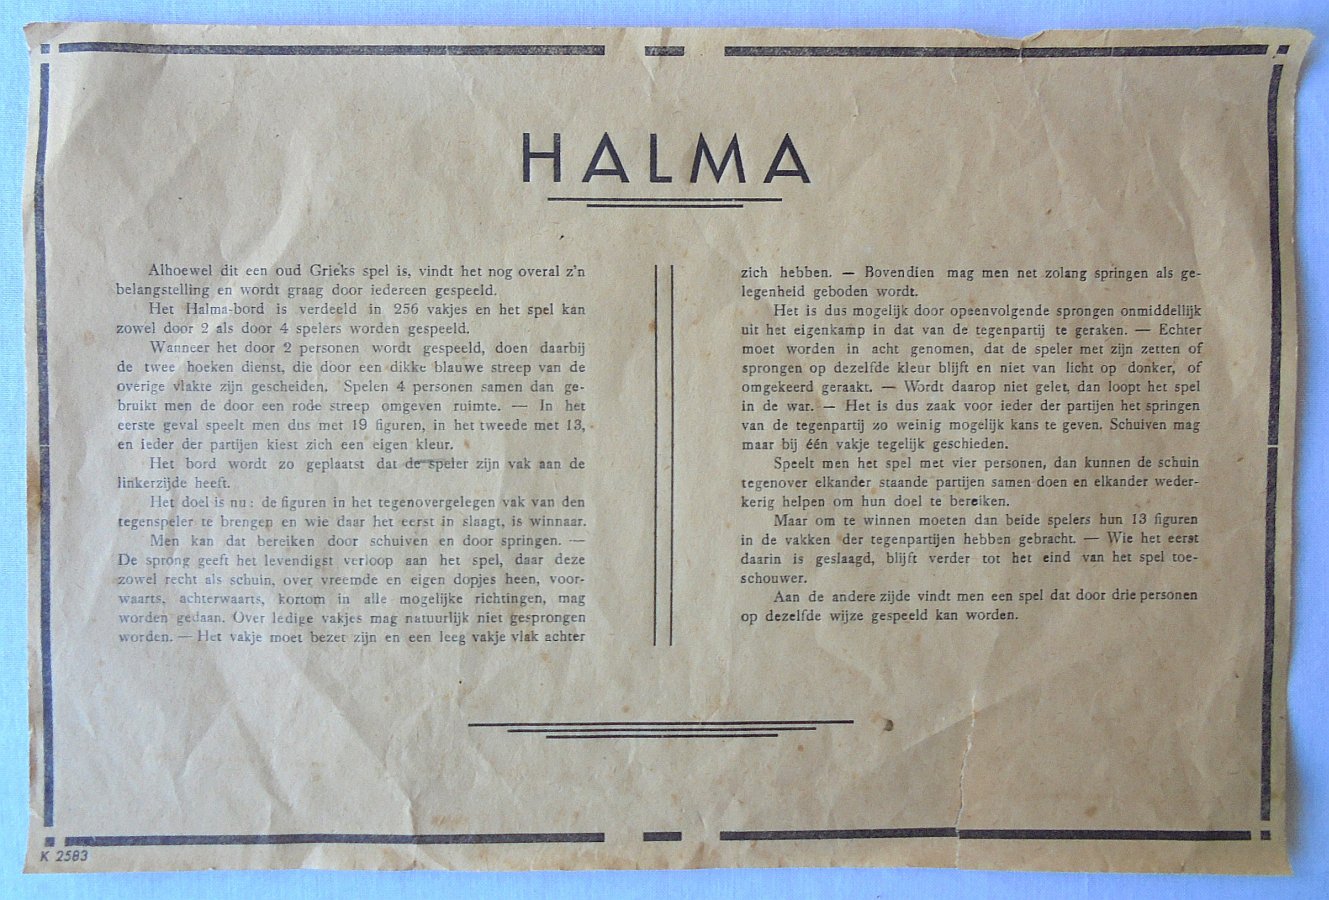 HALMA
Alhoewel dit een oud Grieks spel is, vindt het nog overal z'n
belangstelling en wordt graag door iedereen gespeeld.
Het Halma-bord is verdeeld in 256 vakjes en het spel kan
zowel door 2 als door 4 spelers worden gespeeld.
Wanneer het door 2 personen wordt gespeeld, doen daarbij
de twee hoeken dienst, die door een dikke blauwe streep van de
overige vlakte zijn gescheiden. Spelen 4 personen samen dan ge-
bruikt men de door een rode streep omgeven ruimte. — In het
eerste geval speelt men dus met 19 figuren, in het tweede met 13,
en ieder der partijen kiest zich een eigen kleur.
Het bord wordt zo geplaatst dat de speler zijn vak aan de
linkerzijde heeft.
Het doel is nu: de figuren in het tegenovergelegen vak van den
tegenspeler te brengen en wie daar het eerst in slaagt, is winnaar.
Men kan dat bereiken door schuiven en door springen. —
De sprong geeft het levendigst verloop aan het spel, daar deze
zowel recht als schuin, over vreemde en eigen dopjes heen, voor-
waarts, achterwaarts, kortom in alle mogelijke richtingen, mag
worden gedaan. Over ledige vakjes mag natuurlijk niet gesprongen
worden. — Het vakje moet bezet zijn en een leeg vakje vlak achter
zich hebben. — Bovendien mag men net zolang springen als ge-
legenheid geboden wordt.
Het is dus mogelijk door opeenvolgende sprongen onmiddellijk
uit het eigenkamp in dat van de tegenpartij te geraken. — Echter
moet worden in acht genomen, dat de speler met zijn zetten of
sprongen op dezelfde kleur blijft en niet van licht op donker, of
omgekeerd geraakt. — Wordt daarop niet gelet, dan loopt het spel
in de war. — Het is dus zaak voor ieder der partijen het springen
van de tegenpartij zo weinig mogelijk kans te geven. Schuiven mag
maar bij één vakje tegelijk geschieden.
Speelt men het spel met vier personen, dan kunnen de schuin
tegenover elkander staande partijen samen doen en elkander weder-
kerig helpen om hun doel te bereiken.
Maar om te winnen moeten dan beide spelers hun 13 figuren
in de vakken der tegenpartijen hebben gebracht. — Wie het eerst
daarin is geslaagd, blijft verder tot het eind van het spel toe-
schouwer.
Aan de andere zijde vindt men een spel dat door drie personen
op dezelfde wijze gespeeld kan worden.
K 2583